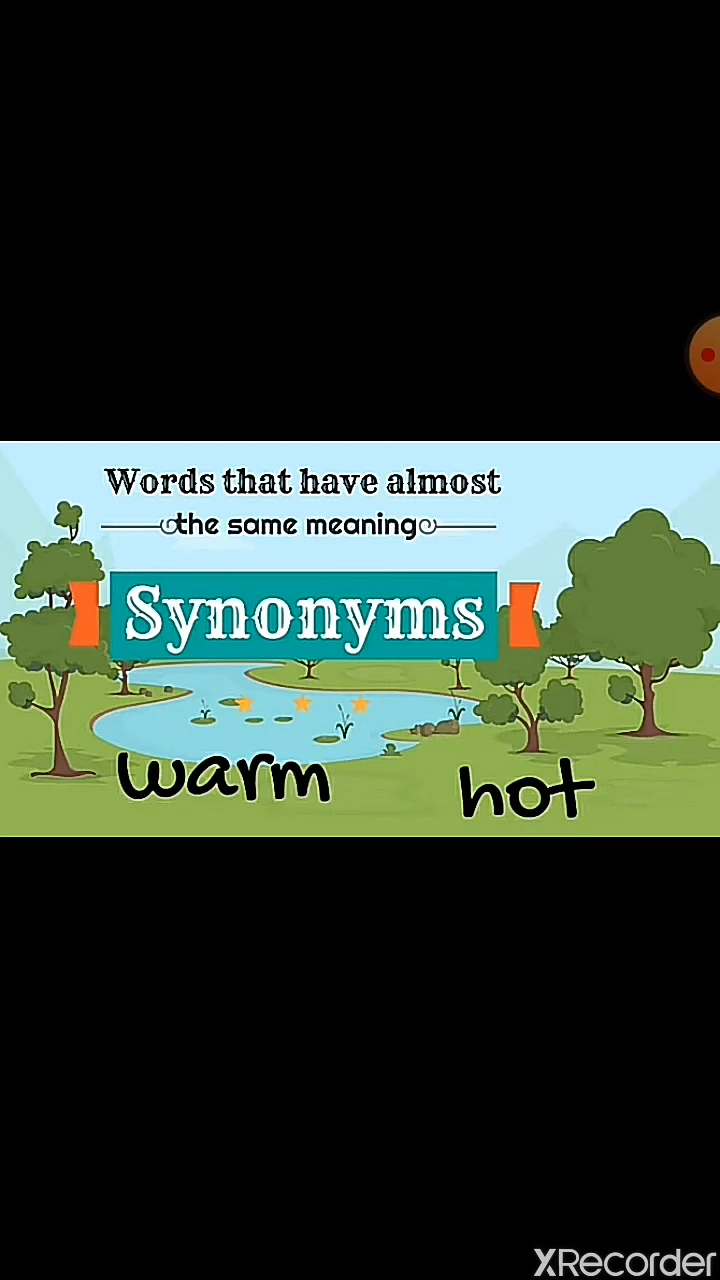 Words that have almost
the same meaning
Synonyms
warm hot
XRecorder